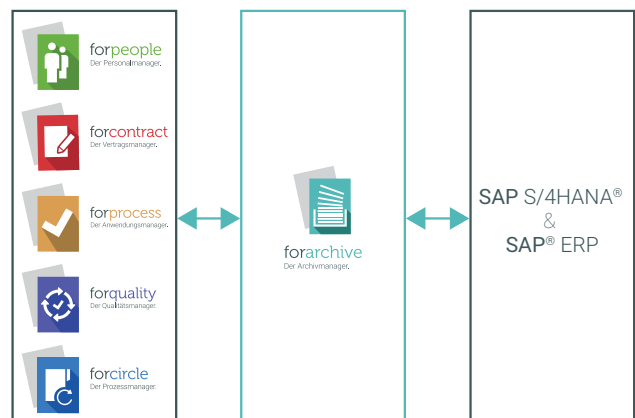 forpeople
Der Personalmanager.
forcontract
Der Vertragsmanager.
forprocess
Der Anwendungsmanager.
forquality
Der Qualitätsmanager.
forcircle
Der Prozessmanager.
forarchive
Der Archivmanager.
SAP S/4HANA®
&
SAP® ERP